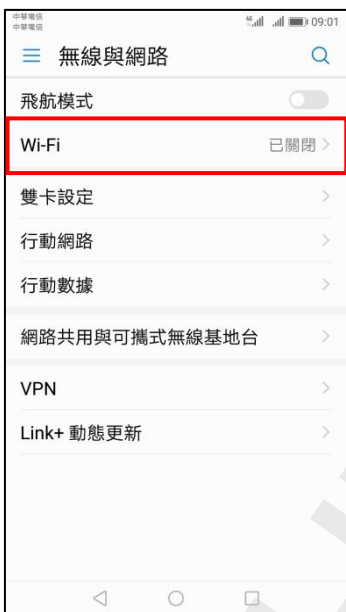 中華電信
中華電信
4G 09:01
無線與網路
飛航模式
Wi-Fi 已關閉
雙卡設定
行動網路
行動數據
網路共用與可攜式無線基地台
VPN
Link+ 動態更新